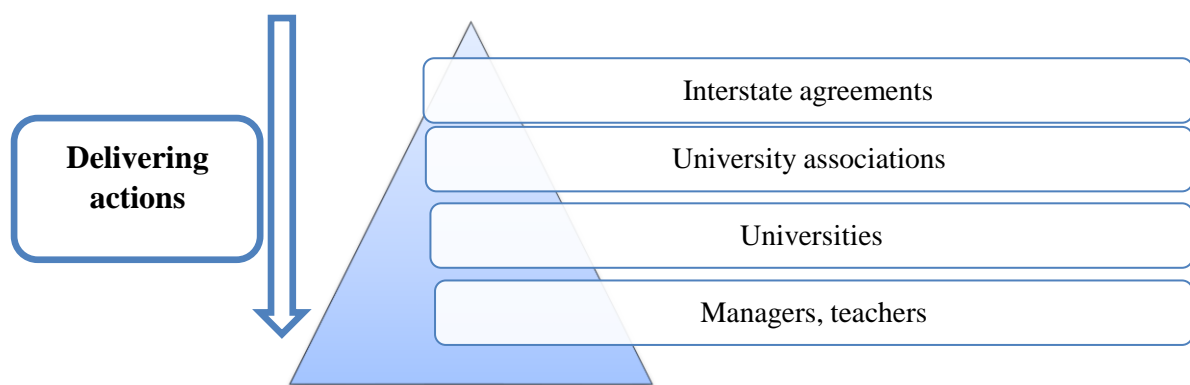 Delivering
actions
Interstate agreements
University associations
Universities
Managers, teachers